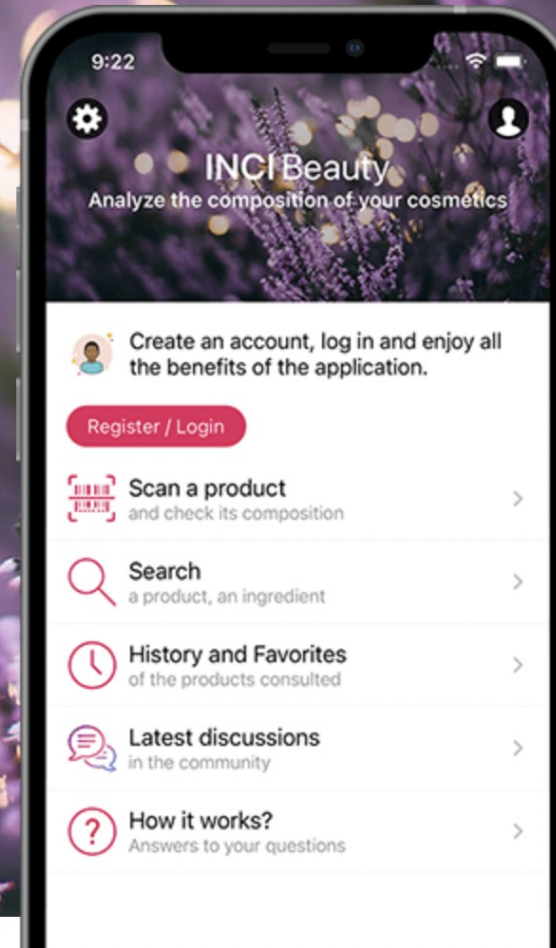 9:22
INCI Beauty
Analyze the composition of your cosmetics
Create an account, log in and enjoy all
the benefits of the application.
Register / Login
Scan a product
and check its composition
Search
a product, an ingredient
History and Favorites
of the products consulted
Latest discussions
in the community
How it works?
Answers to your questions